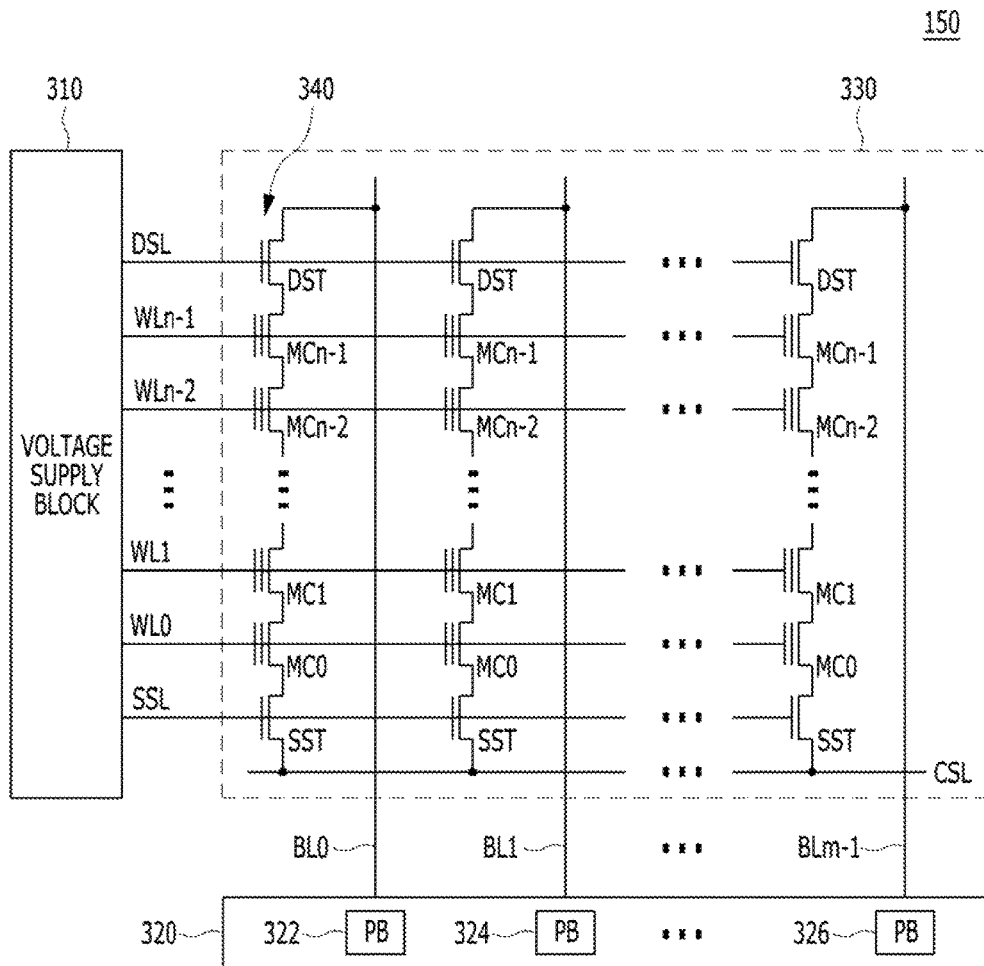 150
310
340
330
DSL
DST
DST
DST
WLn-1
MCn-1
MCn-1
MCn-1
WLn-2
MCn-2
MCn-2
MCn-2
VOLTAGE
SUPPLY
BLOCK
WL1
MC1
MC1
MC1
WL0
MC0
MC0
MC0
SSL
SST
SST
SST
CSL
BL0
BL1
BLm-1
320
322
PB
324
PB
326
PB